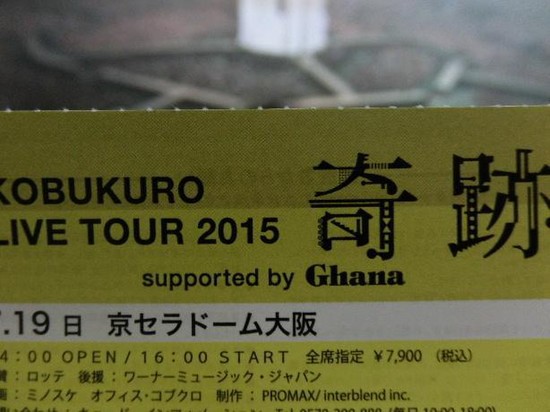 KOBUKURO
LIVE TOUR 2015 奇跡
supported by Ghana
.19 日 京セラドーム大阪
4:00 OPEN / 16:00 START 全席指定 ¥7,900 (税込)
: ロッテ 後援 : ワーナーミュージック・ジャパン
: ミノスケ オフィス・コブクロ 制作 : PROMAX/ interblend inc.